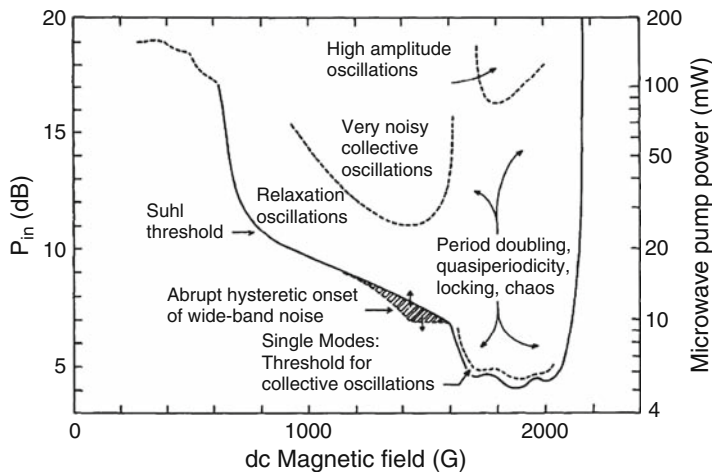 20
15
10
5
P_in (dB)
0
1000
2000
dc Magnetic field (G)
200
100
50
20
10
4
Microwave pump power (mW)
High amplitude
oscillations
Very noisy
collective
oscillations
Relaxation
oscillations
Suhl
threshold
Period doubling,
quasiperiodicity,
locking, chaos
Abrupt hysteretic onset
of wide-band noise
Single Modes:
Threshold for
collective oscillations